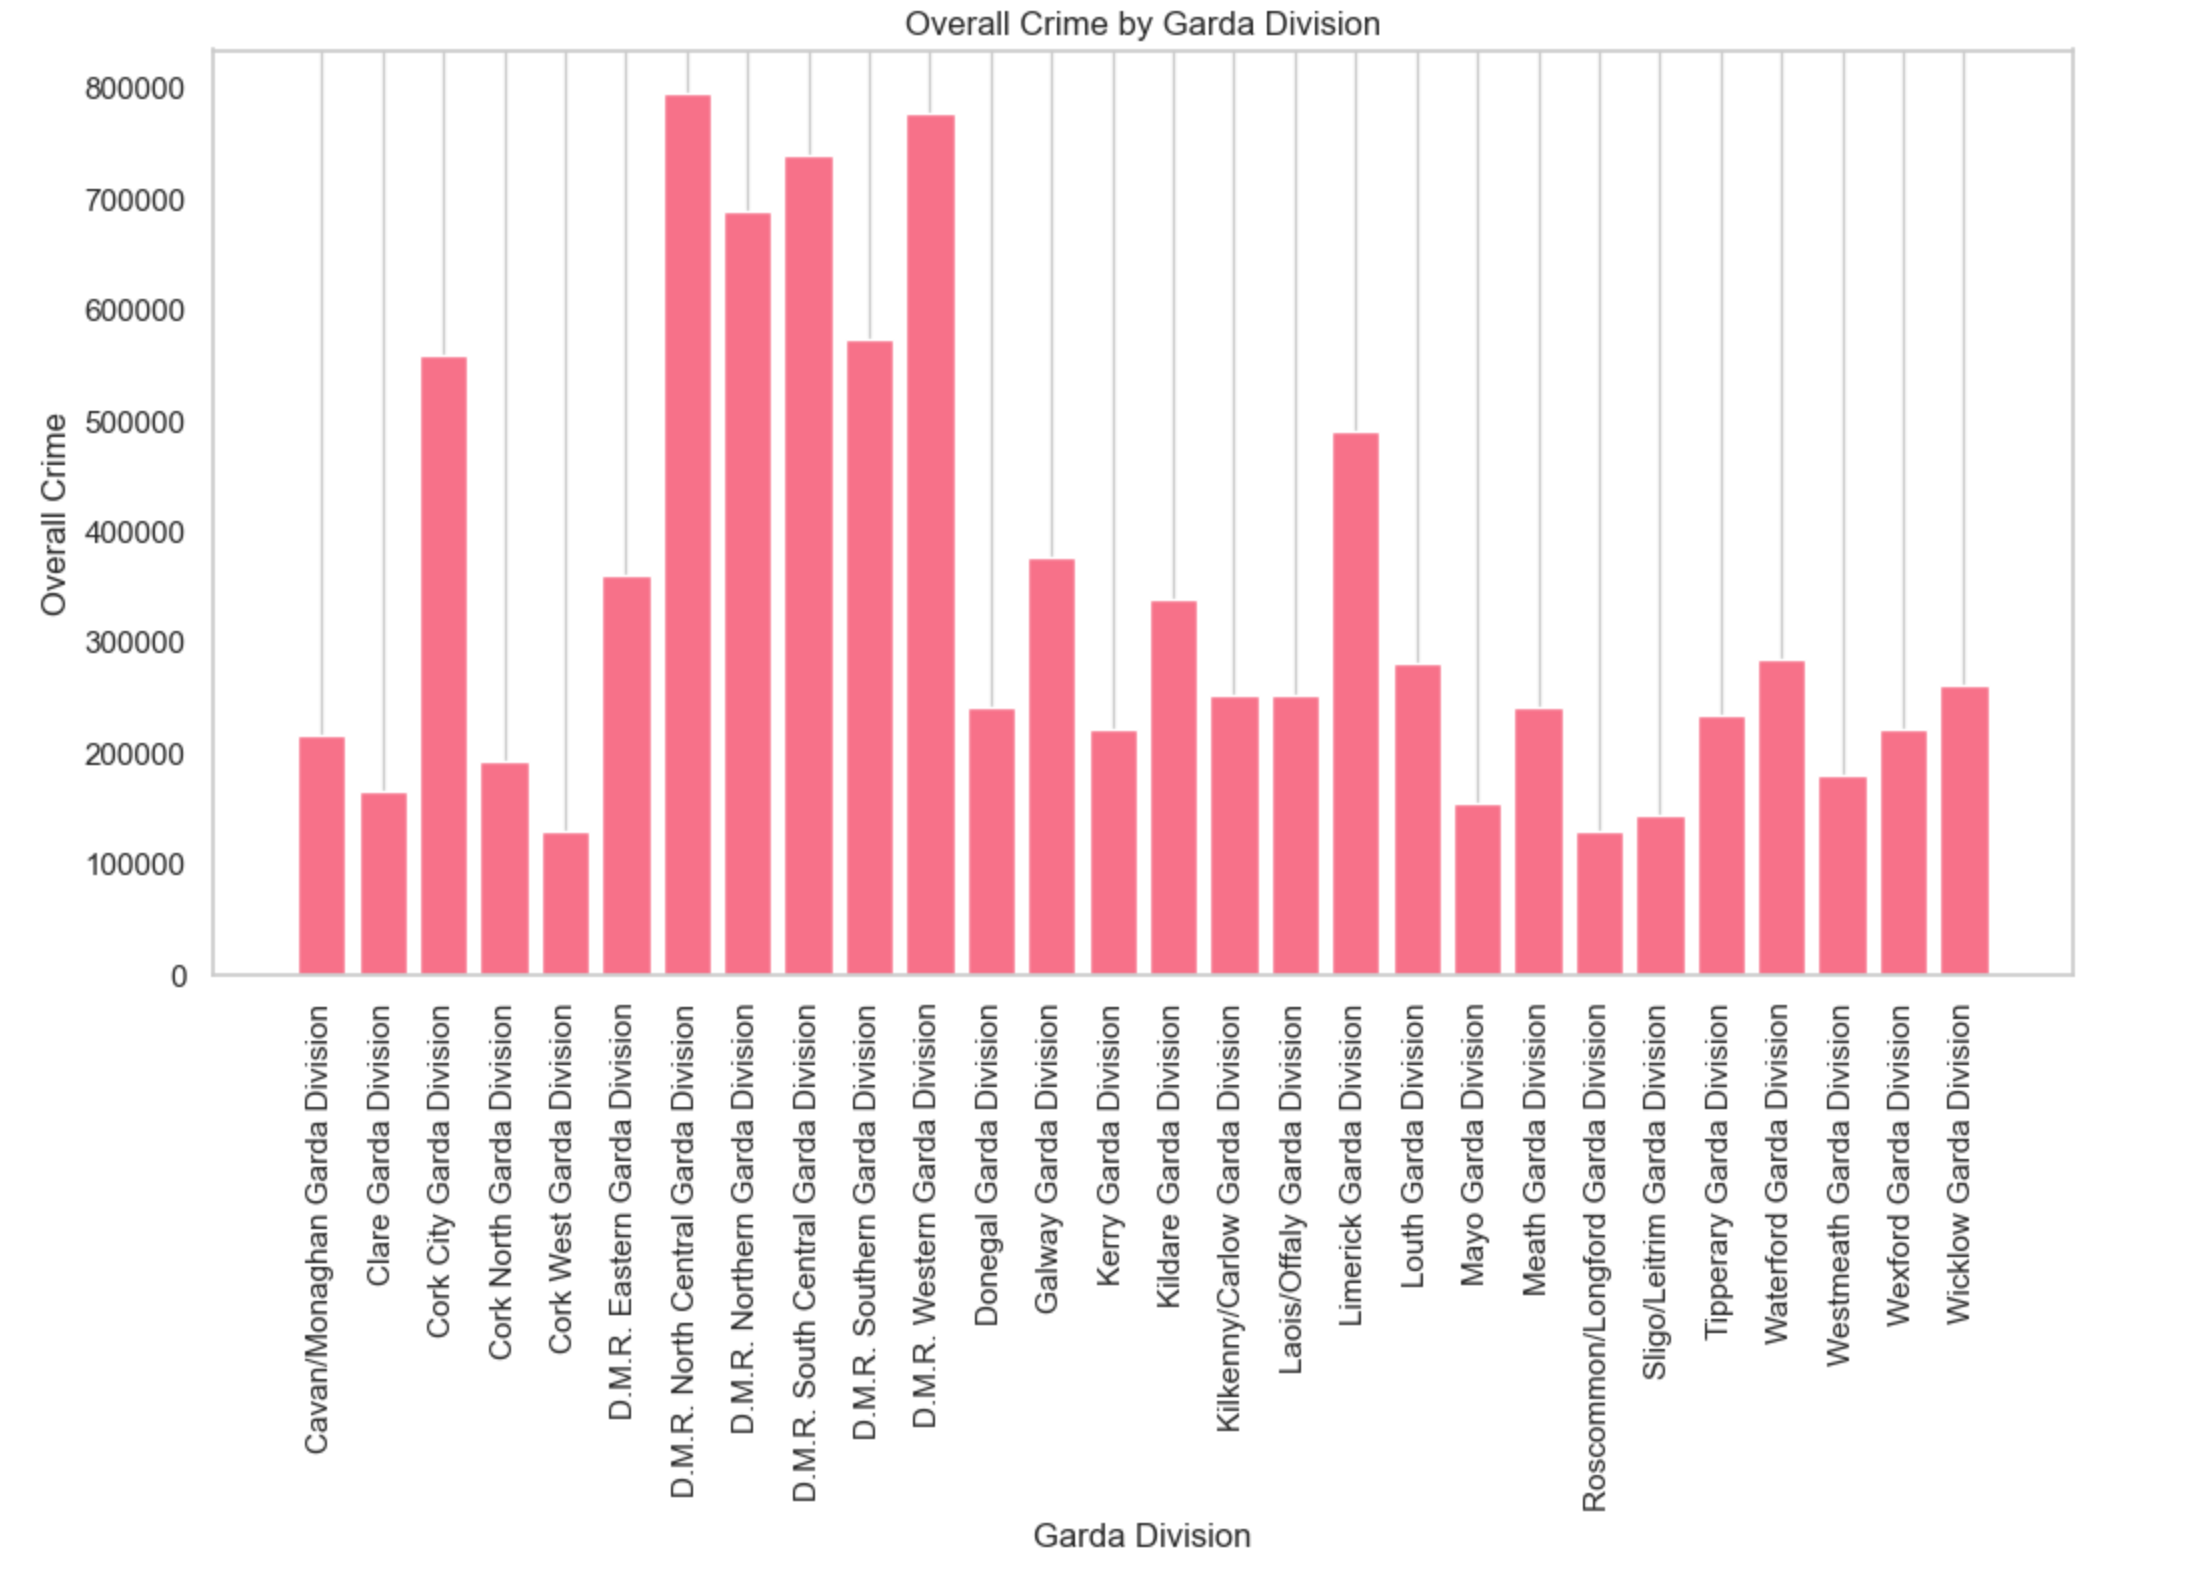 Overall Crime by Garda Division
Overall Crime
800000
700000
600000
500000
400000
300000
200000
100000
0
Cavan/Monaghan Garda Division
Clare Garda Division
Cork City Garda Division
Cork North Garda Division
Cork West Garda Division
D.M.R. Eastern Garda Division
D.M.R. North Central Garda Division
D.M.R. Northern Garda Division
D.M.R. South Central Garda Division
D.M.R. Southern Garda Division
D.M.R. Western Garda Division
Donegal Garda Division
Galway Garda Division
Kerry Garda Division
Kildare Garda Division
Kilkenny/Carlow Garda Division
Laois/Offaly Garda Division
Limerick Garda Division
Louth Garda Division
Mayo Garda Division
Meath Garda Division
Roscommon/Longford Garda Division
Sligo/Leitrim Garda Division
Tipperary Garda Division
Waterford Garda Division
Westmeath Garda Division
Wexford Garda Division
Wicklow Garda Division
Garda Division